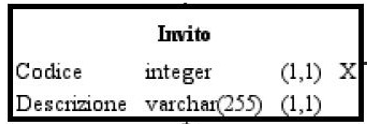 Invito
Codice integer (1,1) X
Descrizione varchar(255) (1,1)